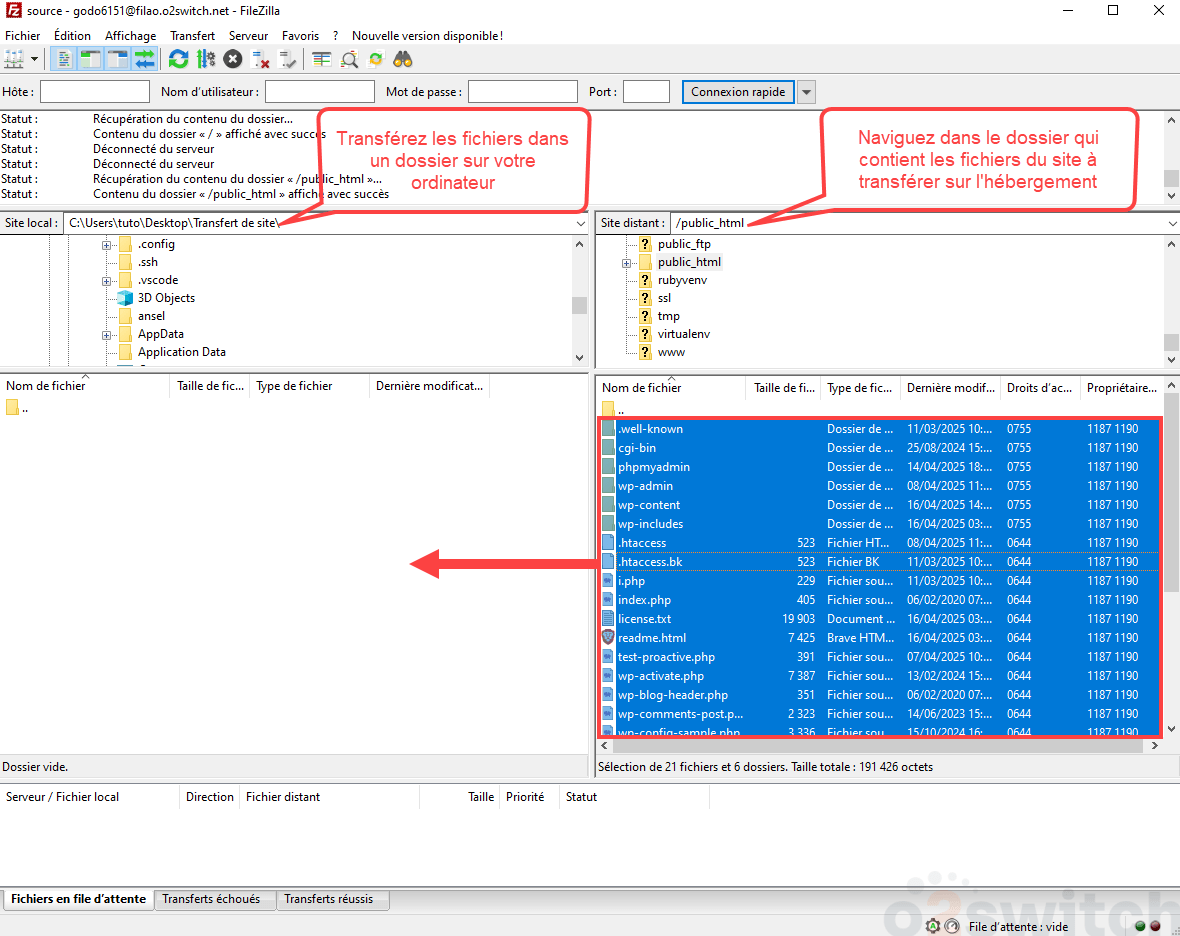 source - godo6151@filao.o2switch.net - FileZilla
Fichier Édition Affichage Transfert Serveur Favoris ? Nouvelle version disponible !
Hôte : Nom d'utilisateur : Mot de passe : Port : Connexion rapide
Statut : Récupération du contenu du dossier...
Statut : Contenu du dossier « / » affiché avec succès
Statut : Déconnecté du serveur
Statut : Déconnecté du serveur
Statut : Récupération du contenu du dossier « /public_html »...
Statut : Contenu du dossier « /public_html » affiché avec succès
Transférez les fichiers dans
un dossier sur votre
ordinateur
Naviguez dans le dossier qui
contient les fichiers du site à
transférer sur l'hébergement
Site local : C:\Users\tuto\Desktop\Transfert de site\
.config
.ssh
.vscode
3D Objects
ansel
AppData
Application Data
Site distant : /public_html
public_ftp
public_html
rubyvenv
ssl
tmp
virtualenv
www
Nom de fichier Taille de fic... Type de fichier Dernière modificat...
..
Dossier vide.
Nom de fichier Taille de fi... Type de fic... Dernière modif... Droits d'ac... Propriétaire...
..
.well-known Dossier de ... 11/03/2025 10:... 0755 1187 1190
cgi-bin Dossier de ... 25/08/2024 15:... 0755 1187 1190
phpmyadmin Dossier de ... 14/04/2025 18:... 0755 1187 1190
wp-admin Dossier de ... 08/04/2025 11:... 0755 1187 1190
wp-content Dossier de ... 16/04/2025 14:... 0755 1187 1190
wp-includes Dossier de ... 16/04/2025 03:... 0755 1187 1190
.htaccess 523 Fichier HT... 08/04/2025 11:... 0644 1187 1190
.htaccess.bk 523 Fichier BK 11/03/2025 10:... 0644 1187 1190
i.php 229 Fichier sou... 11/03/2025 10:... 0644 1187 1190
index.php 405 Fichier sou... 06/02/2020 07:... 0644 1187 1190
license.txt 19 903 Document ... 16/04/2025 03:... 0644 1187 1190
readme.html 7 425 Brave HTM... 16/04/2025 03:... 0644 1187 1190
test-proactive.php 391 Fichier sou... 07/04/2025 10:... 0644 1187 1190
wp-activate.php 7 387 Fichier sou... 13/02/2024 15:... 0644 1187 1190
wp-blog-header.php 351 Fichier sou... 06/02/2020 07:... 0644 1187 1190
wp-comments-post.p... 2 323 Fichier sou... 14/06/2023 15:... 0644 1187 1190
wp-config-sample.php 3 336 Fichier sou... 15/10/2024 16:... 0644 1187 1190
Sélection de 21 fichiers et 6 dossiers. Taille totale : 191 426 octets
Serveur / Fichier local Direction Fichier distant Taille Priorité Statut
Fichiers en file d'attente Transferts échoués Transferts réussis
o2switch
File d'attente : vide